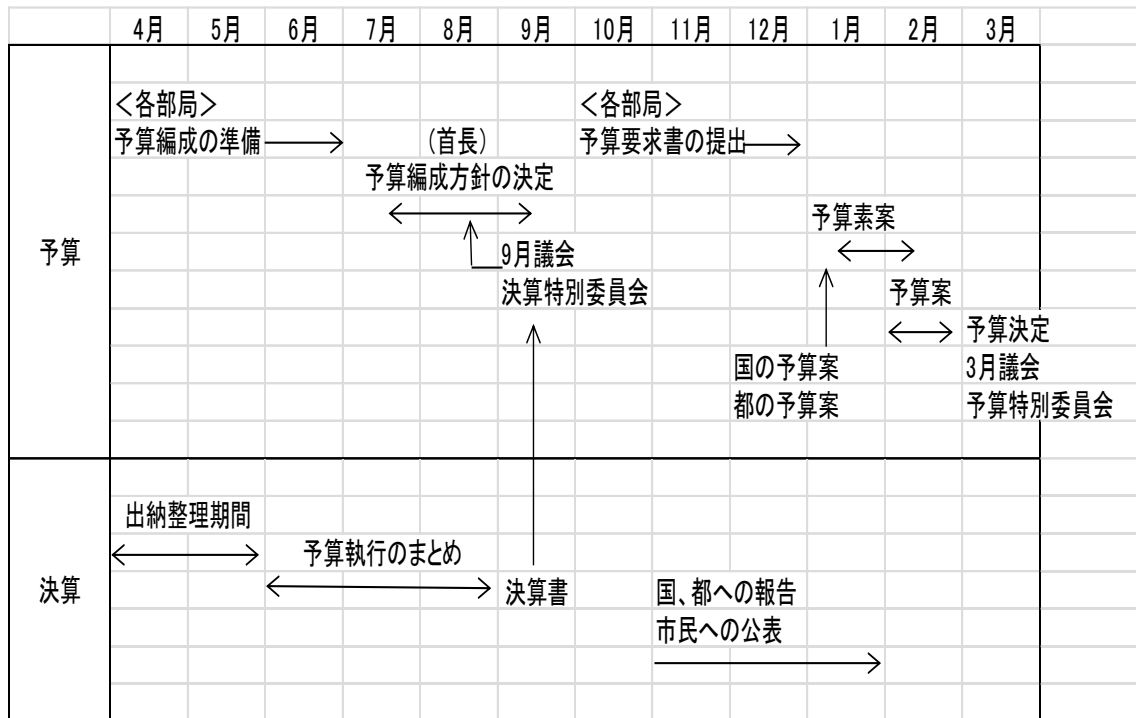 4月 5月 6月 7月 8月 9月 10月 11月 12月 1月 2月 3月
予算
＜各部局＞
予算編成の準備
(首長)
予算編成方針の決定
9月議会
決算特別委員会
＜各部局＞
予算要求書の提出
予算素案
国の予算案
都の予算案
予算案
予算決定
3月議会
予算特別委員会
決算
出納整理期間
予算執行のまとめ
決算書
国、都への報告
市民への公表